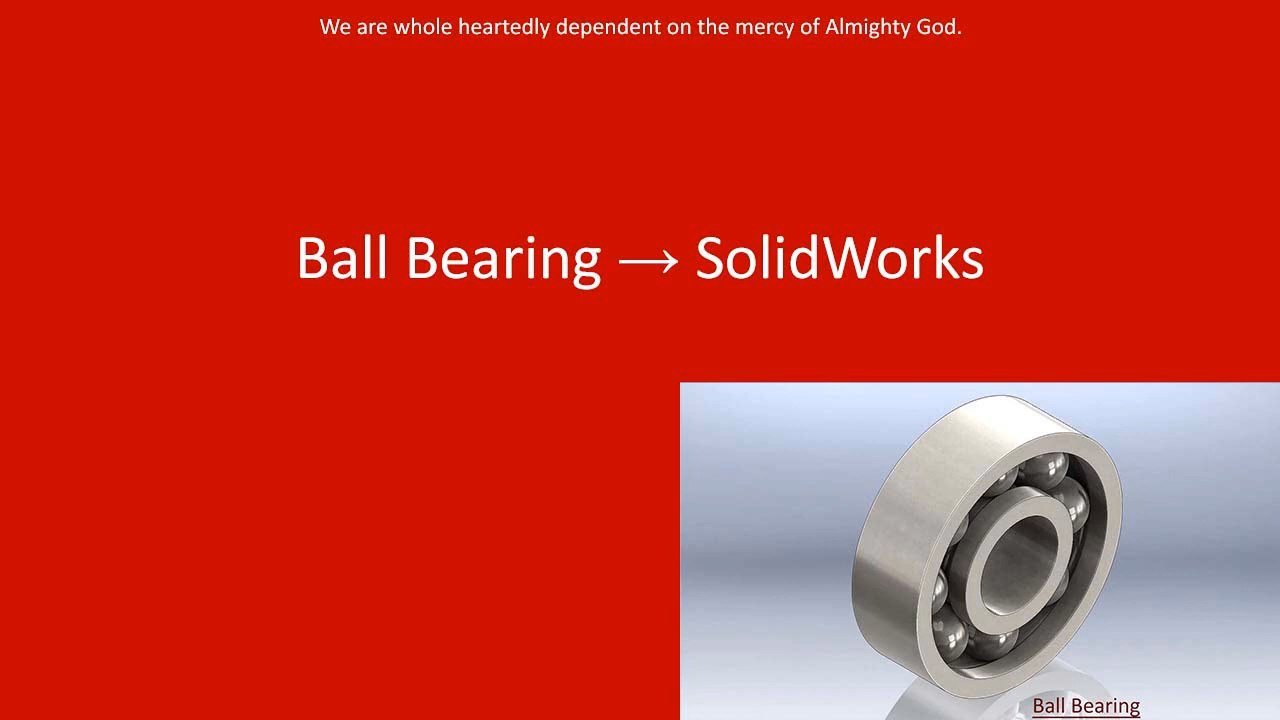 We are whole heartedly dependent on the mercy of Almighty God.
Ball Bearing → SolidWorks
Ball Bearing